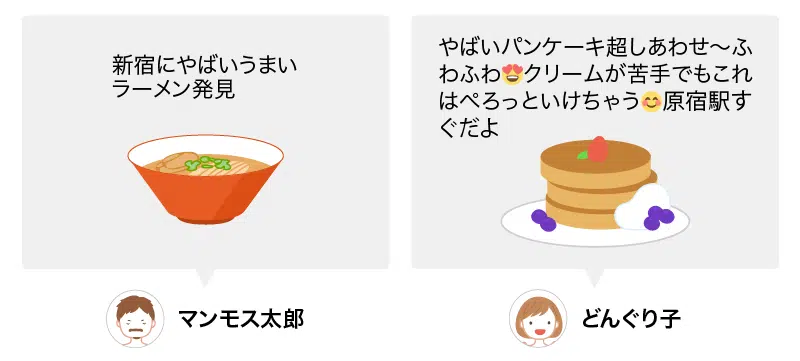 新宿にやばいうまい
ラーメン発見
やばいパンケーキ超しあわせ〜ふ
わふわ😍クリームが苦手でもこれ
はぺろっといけちゃう😊原宿駅す
ぐだよ
マンモス太郎
どんぐり子